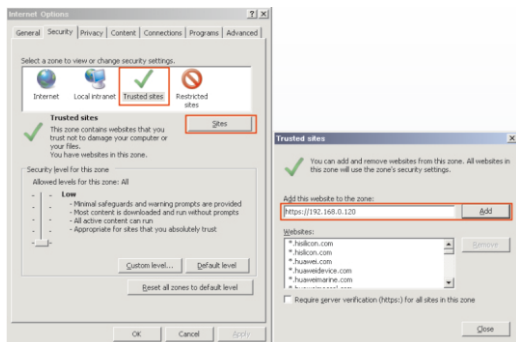 Internet Options
General Security Privacy Content Connections Programs Advanced
Select a zone to view or change security settings.
Internet Local intranet Trusted sites Restricted
sites
Trusted sites
This zone contains websites that you
trust not to damage your computer or
your files.
You have websites in this zone.
Sites
Security level for this zone
Allowed levels for this zone: All
Low
- Minimal safeguards and warning prompts are provided
- Most content is downloaded and run without prompts
- All active content can run
- Appropriate for sites that you absolutely trust
Custom level... Default level
Reset all zones to default level
OK Cancel Apply
Trusted sites
You can add and remove websites from this zone. All websites in
this zone will use the zone's security settings.
Add this website to the zone:
https://192.168.0.120 Add
Websites:
*.hisilicon.com Remove
*.hsilicon.com
*.huawei.com
*.huaweidevice.com
*.huaweimarine.com
Require server verification (https:) for all sites in this zone
Close